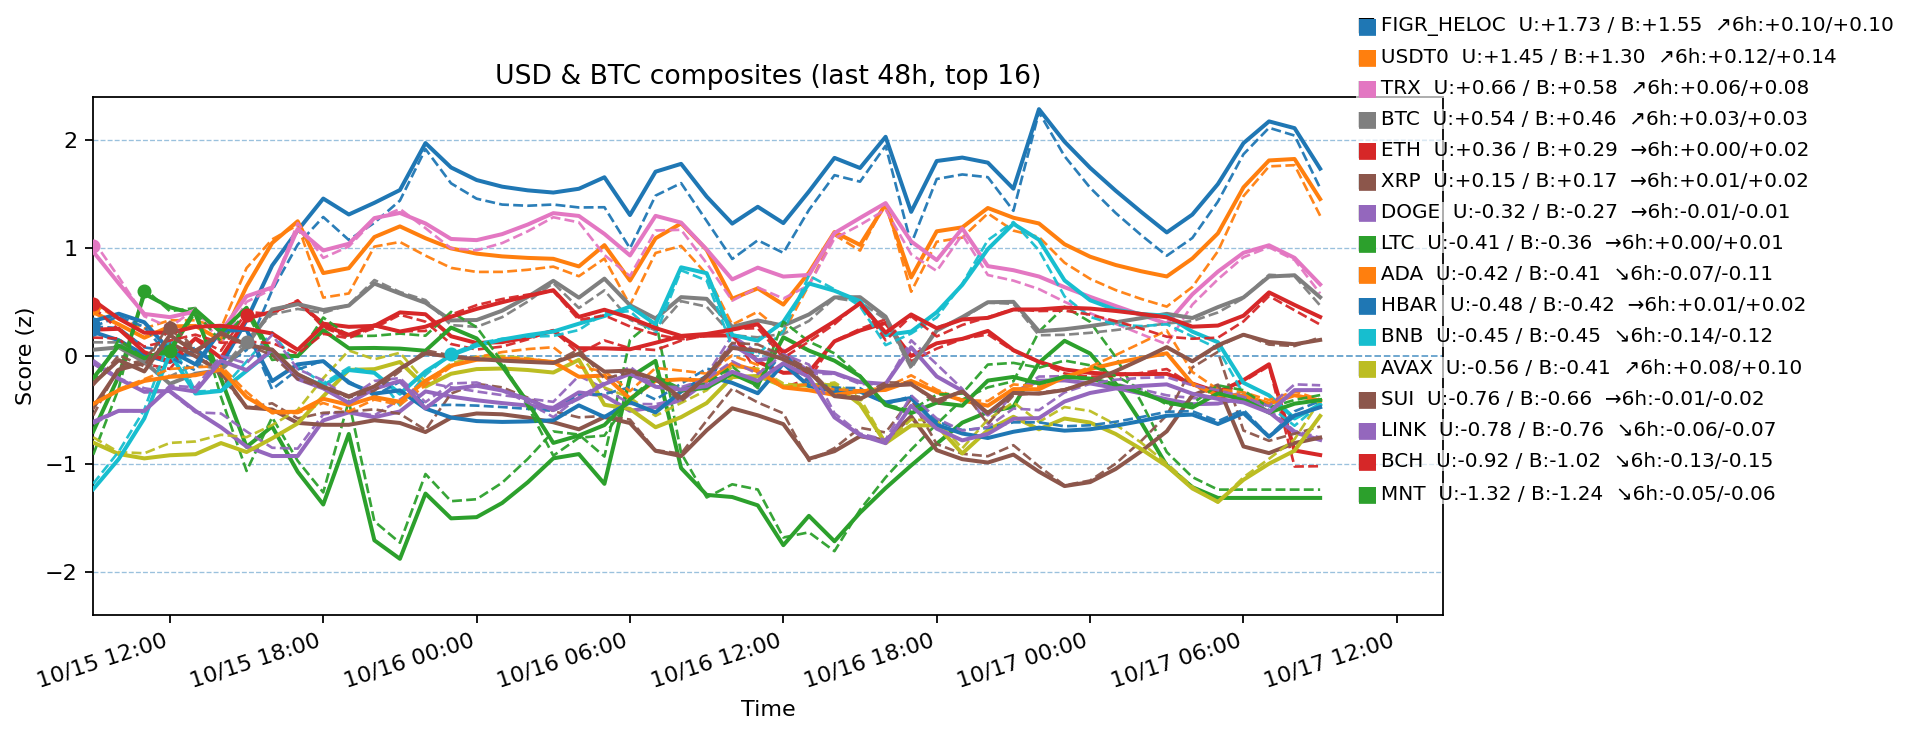 USD & BTC composites (last 48h, top 16)
FIGR_HELOC U:+1.73 / B:+1.55 ↗6h:+0.10/+0.10
USDT0 U:+1.45 / B:+1.30 ↗6h:+0.12/+0.14
TRX U:+0.66 / B:+0.58 ↗6h:+0.06/+0.08
BTC U:+0.54 / B:+0.46 ↗6h:+0.03/+0.03
ETH U:+0.36 / B:+0.29 →6h:+0.00/+0.02
XRP U:+0.15 / B:+0.17 →6h:+0.01/+0.02
DOGE U:-0.32 / B:-0.27 →6h:-0.01/-0.01
LTC U:-0.41 / B:-0.36 →6h:+0.00/+0.01
ADA U:-0.42 / B:-0.41 ↘6h:-0.07/-0.11
HBAR U:-0.48 / B:-0.42 →6h:+0.01/+0.02
BNB U:-0.45 / B:-0.45 ↘6h:-0.14/-0.12
AVAX U:-0.56 / B:-0.41 ↗6h:+0.08/+0.10
SUI U:-0.76 / B:-0.66 →6h:-0.01/-0.02
LINK U:-0.78 / B:-0.76 ↘6h:-0.06/-0.07
BCH U:-0.92 / B:-1.02 ↘6h:-0.13/-0.15
MNT U:-1.32 / B:-1.24 ↘6h:-0.05/-0.06
Score (z)
2
1
0
−1
−2
10/15 12:00
10/15 18:00
10/16 00:00
10/16 06:00
10/16 12:00
10/16 18:00
10/17 00:00
10/17 06:00
10/17 12:00
Time